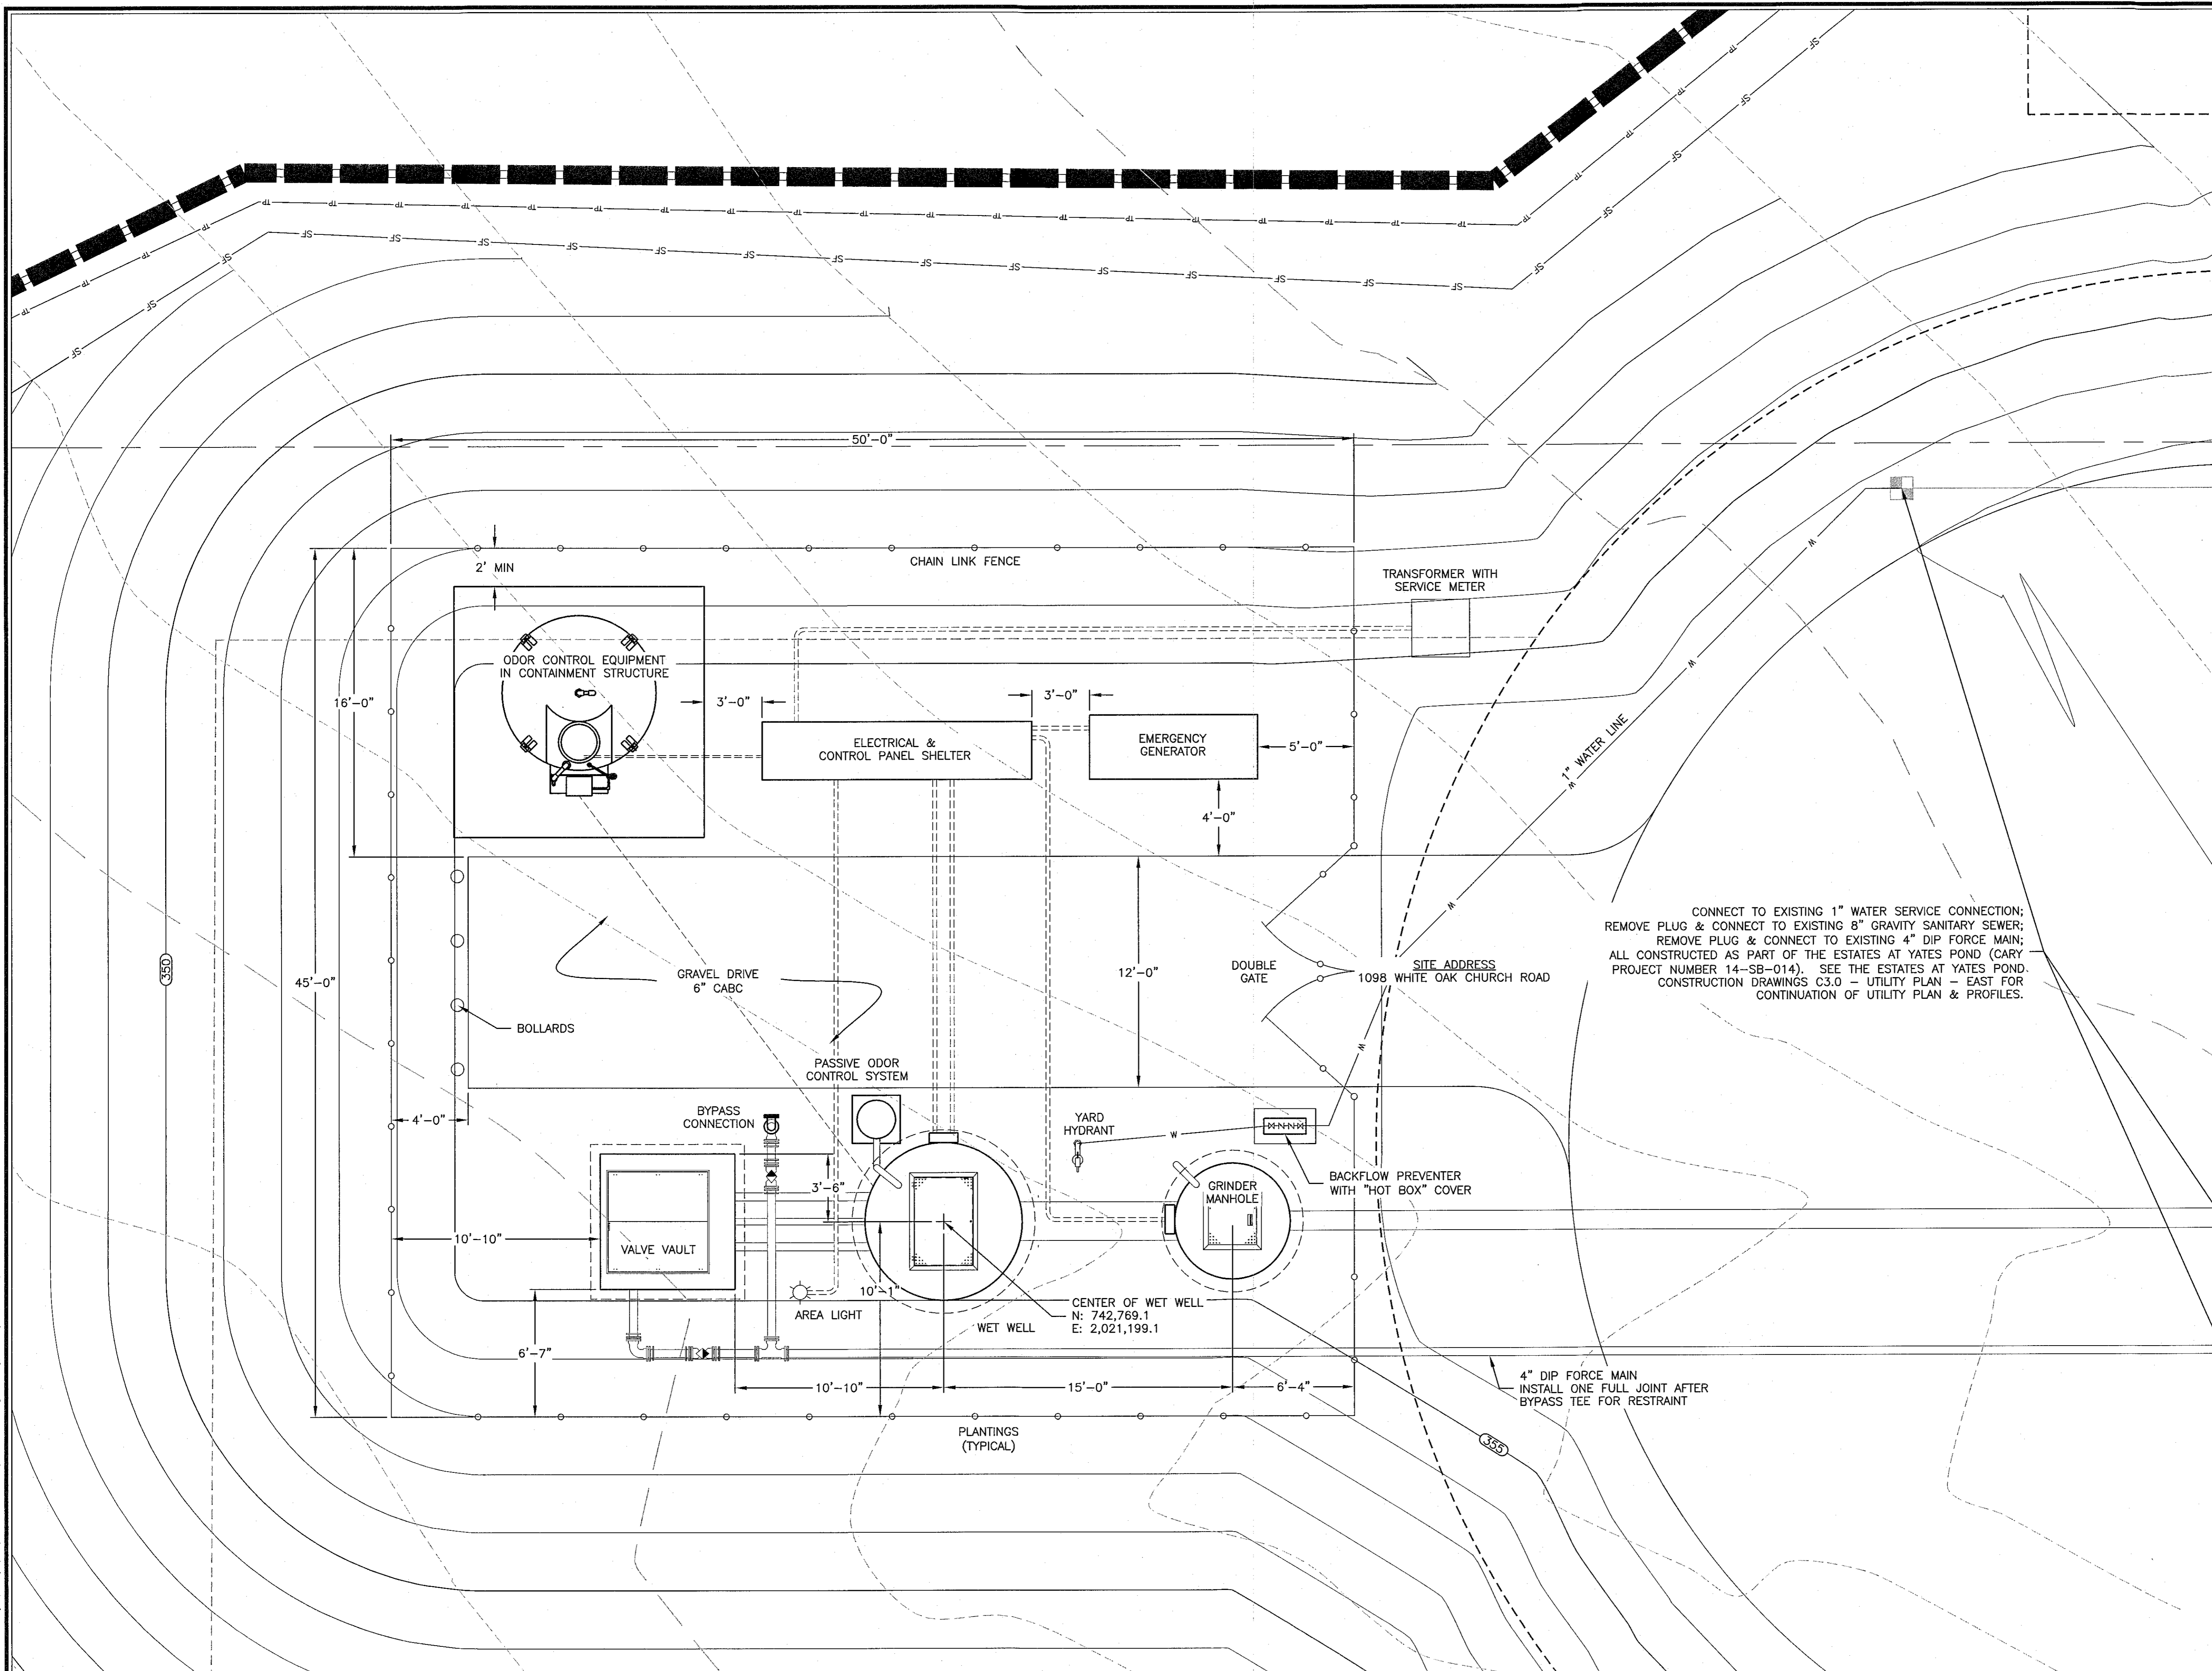 50'-0"
2' MIN
CHAIN LINK FENCE
TRANSFORMER WITH
SERVICE METER
ODOR CONTROL EQUIPMENT
IN CONTAINMENT STRUCTURE
16'-0"
3'-0"
3'-0"
ELECTRICAL &
CONTROL PANEL SHELTER
EMERGENCY
GENERATOR
5'-0"
4'-0"
1" WATER LINE
CONNECT TO EXISTING 1" WATER SERVICE CONNECTION;
REMOVE PLUG & CONNECT TO EXISTING 8" GRAVITY SANITARY SEWER;
REMOVE PLUG & CONNECT TO EXISTING 4" DIP FORCE MAIN;
ALL CONSTRUCTED AS PART OF THE ESTATES AT YATES POND (CARY
PROJECT NUMBER 14-SB-014). SEE THE ESTATES AT YATES POND
CONSTRUCTION DRAWINGS C3.0 - UTILITY PLAN - EAST FOR
CONTINUATION OF UTILITY PLAN & PROFILES.
350
45'-0"
GRAVEL DRIVE
6" CABC
12'-0"
DOUBLE
GATE
SITE ADDRESS
1098 WHITE OAK CHURCH ROAD
BOLLARDS
PASSIVE ODOR
CONTROL SYSTEM
4'-0"
BYPASS
CONNECTION
YARD
HYDRANT
BACKFLOW PREVENTER
WITH "HOT BOX" COVER
3'-6"
GRINDER
MANHOLE
10'-10"
VALVE VAULT
10'-1"
AREA LIGHT
WET WELL
CENTER OF WET WELL
N: 742,769.1
E: 2,021,199.1
6'-7"
10'-10"
15'-0"
6'-4"
4" DIP FORCE MAIN
INSTALL ONE FULL JOINT AFTER
BYPASS TEE FOR RESTRAINT
PLANTINGS
(TYPICAL)
355
TP
SF
W